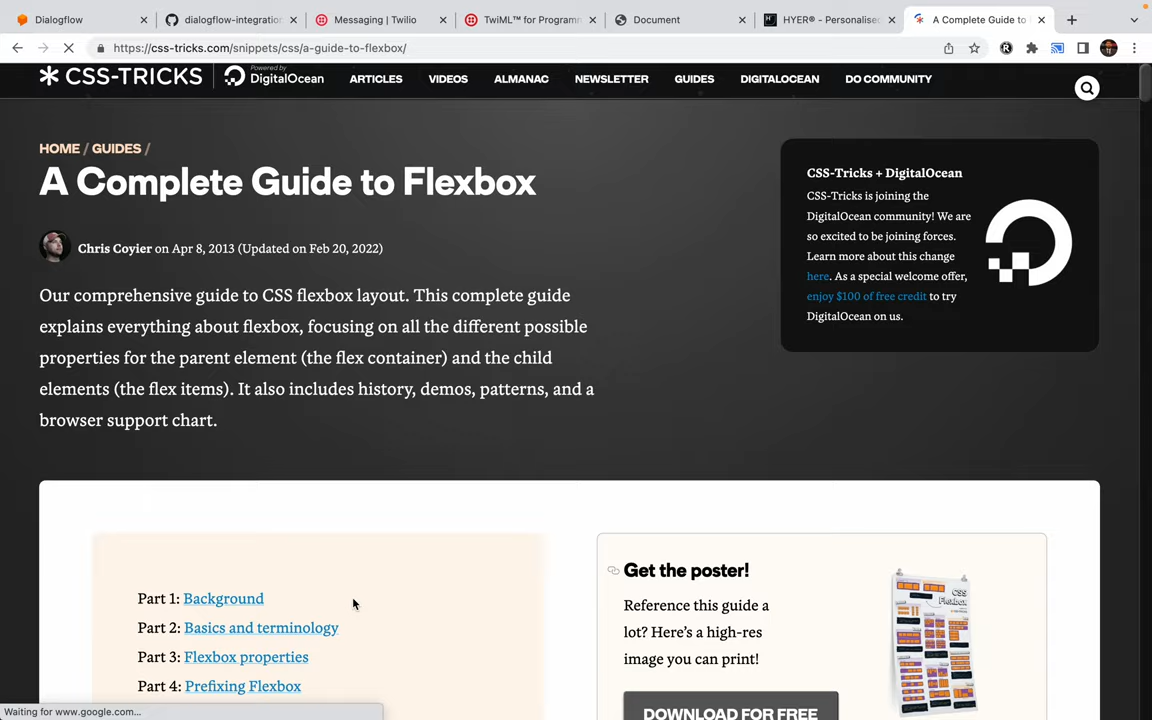 Dialogflow
dialogflow-integration
Messaging | Twilio
TwiML™ for Programm
Document
HYER® - Personalised
A Complete Guide to
https://css-tricks.com/snippets/css/a-guide-to-flexbox/
CSS-TRICKS
Powered by
DigitalOcean
ARTICLES
VIDEOS
ALMANAC
NEWSLETTER
GUIDES
DIGITALOCEAN
DO COMMUNITY
HOME / GUIDES /
A Complete Guide to Flexbox
Chris Coyier on Apr 8, 2013 (Updated on Feb 20, 2022)
Our comprehensive guide to CSS flexbox layout. This complete guide
explains everything about flexbox, focusing on all the different possible
properties for the parent element (the flex container) and the child
elements (the flex items). It also includes history, demos, patterns, and a
browser support chart.
CSS-Tricks + DigitalOcean
CSS-Tricks is joining the
DigitalOcean community! We are
so excited to be joining forces.
Learn more about this change
here. As a special welcome offer,
enjoy $100 of free credit to try
DigitalOcean on us.
Part 1: Background
Part 2: Basics and terminology
Part 3: Flexbox properties
Part 4: Prefixing Flexbox
Get the poster!
Reference this guide a
lot? Here's a high-res
image you can print!
DOWNLOAD FOR FREE
CSS
Flexbox
Waiting for www.google.com...